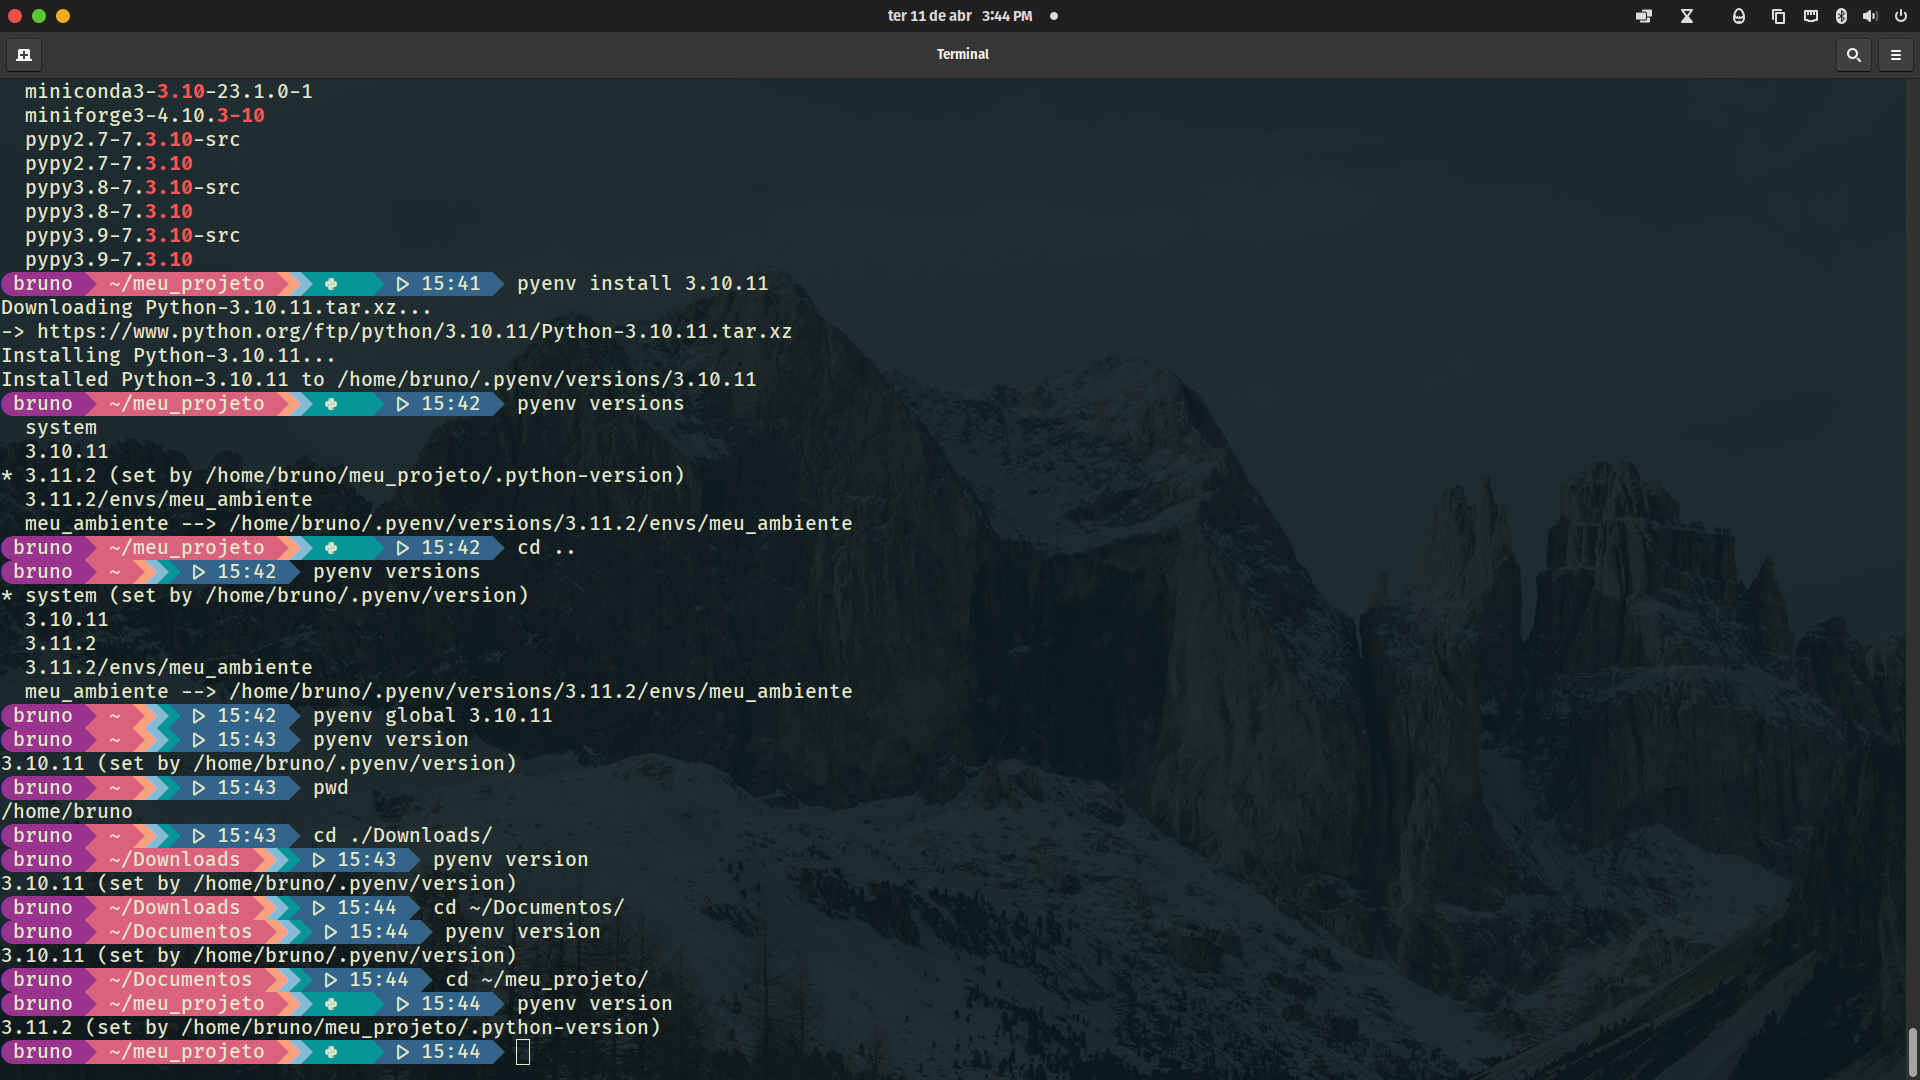 ter 11 de abr 3:44 PM
Terminal
miniconda3-3.10-23.1.0-1
miniforge3-4.10.3-10
pypy2.7-7.3.10-src
pypy2.7-7.3.10
pypy3.8-7.3.10-src
pypy3.8-7.3.10
pypy3.9-7.3.10-src
pypy3.9-7.3.10
bruno ~/meu_projeto 15:41 pyenv install 3.10.11
Downloading Python-3.10.11.tar.xz...
-> https://www.python.org/ftp/python/3.10.11/Python-3.10.11.tar.xz
Installing Python-3.10.11...
Installed Python-3.10.11 to /home/bruno/.pyenv/versions/3.10.11
bruno ~/meu_projeto 15:42 pyenv versions
system
3.10.11
* 3.11.2 (set by /home/bruno/meu_projeto/.python-version)
3.11.2/envs/meu_ambiente
meu_ambiente --> /home/bruno/.pyenv/versions/3.11.2/envs/meu_ambiente
bruno ~/meu_projeto 15:42 cd ..
bruno ~ 15:42 pyenv versions
* system (set by /home/bruno/.pyenv/version)
3.10.11
3.11.2
3.11.2/envs/meu_ambiente
meu_ambiente --> /home/bruno/.pyenv/versions/3.11.2/envs/meu_ambiente
bruno ~ 15:42 pyenv global 3.10.11
bruno ~ 15:43 pyenv version
3.10.11 (set by /home/bruno/.pyenv/version)
bruno ~ 15:43 pwd
/home/bruno
bruno ~ 15:43 cd ./Downloads/
bruno ~/Downloads 15:43 pyenv version
3.10.11 (set by /home/bruno/.pyenv/version)
bruno ~/Downloads 15:44 cd ~/Documentos/
bruno ~/Documentos 15:44 pyenv version
3.10.11 (set by /home/bruno/.pyenv/version)
bruno ~/Documentos 15:44 cd ~/meu_projeto/
bruno ~/meu_projeto 15:44 pyenv version
3.11.2 (set by /home/bruno/meu_projeto/.python-version)
bruno ~/meu_projeto 15:44